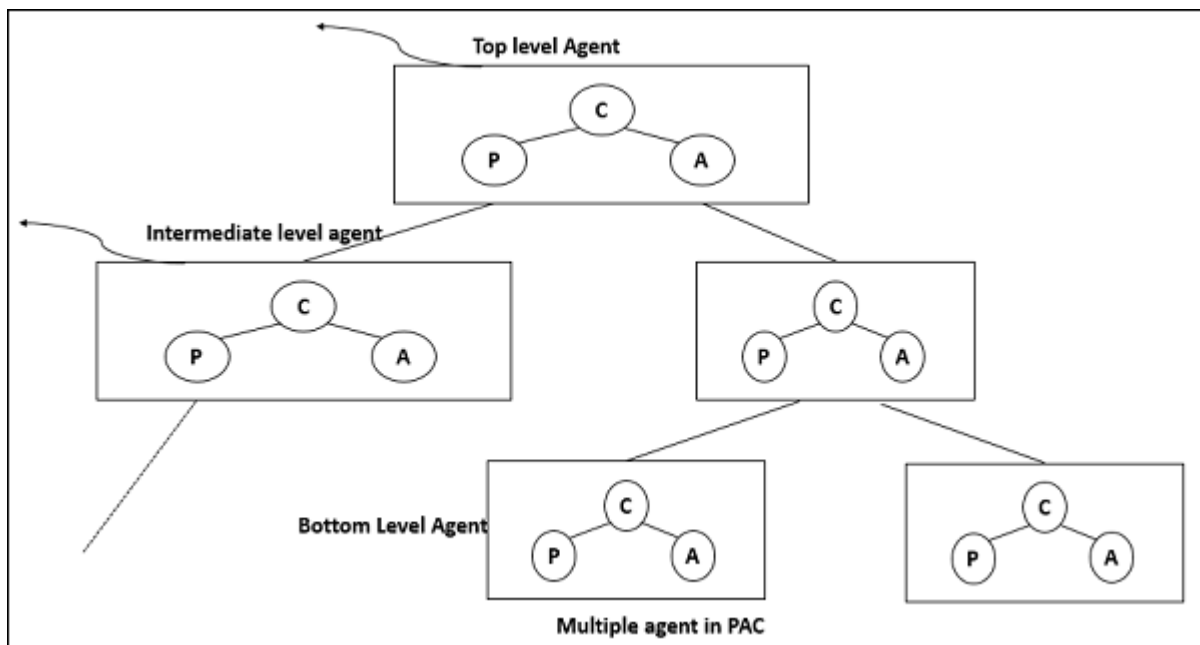 Top level Agent
C
P A
Intermediate level agent
C
P A
C
P A
Bottom Level Agent
C
P A
C
P A
Multiple agent in PAC